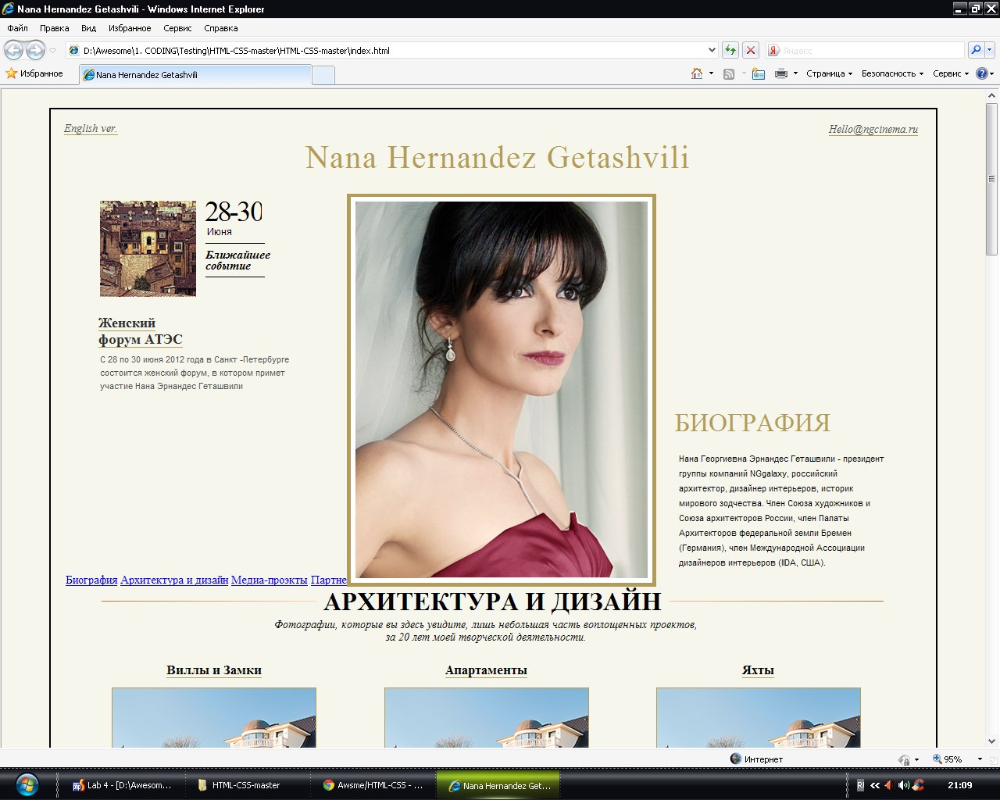 Nana Hernandez Getashvili - Windows Internet Explorer
Файл Правка Вид Избранное Сервис Справка
D:\Awesome\1. CODING\Testing\HTML-CSS-master\HTML-CSS-master\index.html
Яндекс
Избранное
Nana Hernandez Getashvili
Страница Безопасность Сервис
English ver.
Hello@ngcinema.ru
Nana Hernandez Getashvili
28-30
Июня
Ближайшее
событие
Женский
форум АТЭС
С 28 по 30 июня 2012 года в Санкт -Петербурге
состоится женский форум, в котором примет
участие Нана Эрнандес Геташвили
БИОГРАФИЯ
Нана Георгиевна Эрнандес Геташвили - президент
группы компаний NGgalaxy, российский
архитектор, дизайнер интерьеров, историк
мирового зодчества. Член Союза художников и
Союза архитекторов России, член Палаты
Архитекторов федеральной земли Бремен
(Германия), член Международной Ассоциации
дизайнеров интерьеров (IIDA, США).
Биография Архитектура и дизайн Медиа-проэкты Партне
АРХИТЕКТУРА И ДИЗАЙН
Фотографии, которые вы здесь увидите, лишь небольшая часть воплощенных проектов,
за 20 лет моей творческой деятельности.
Виллы и Замки Апартаменты Яхты
Интернет
95%
Lab 4 - [D:\Awesom... HTML-CSS-master Awsme/HTML-CSS - ... Nana Hernandez Get...
21:09